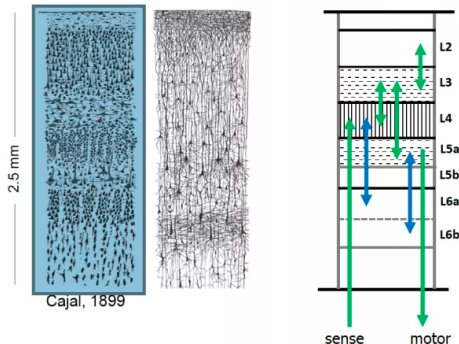 2.5 mm
Cajal, 1899
L2
L3
L4
L5a
L5b
L6a
L6b
sense motor